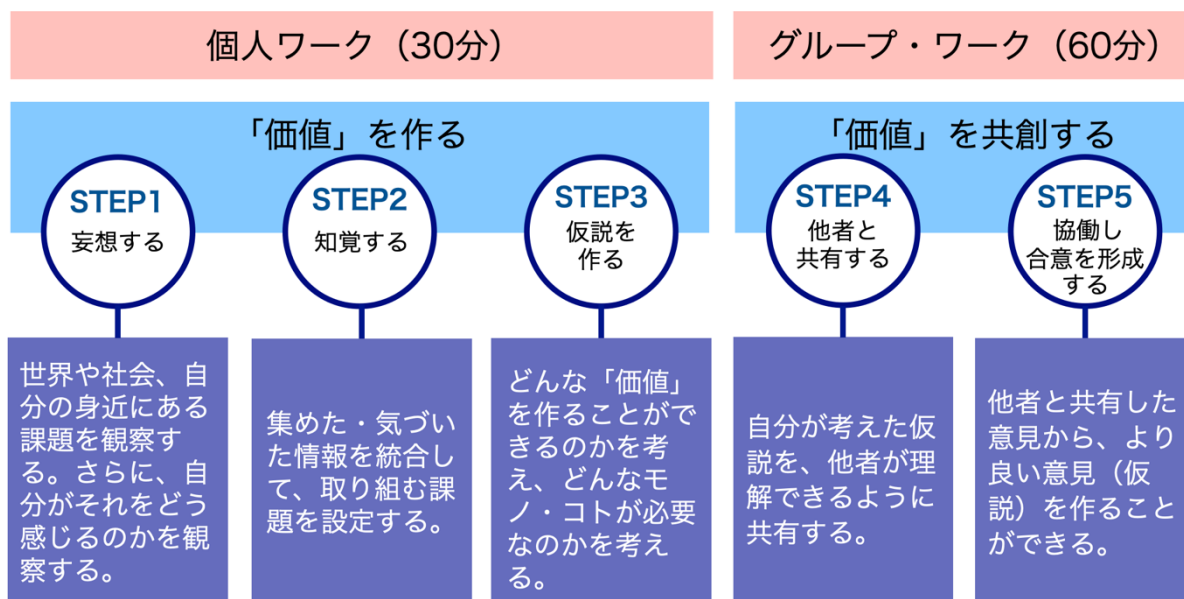 個人ワーク（30分）
グループ・ワーク（60分）
「価値」を作る
「価値」を共創する
STEP1
妄想する
STEP2
知覚する
STEP3
仮説を
作る
STEP4
他者と
共有する
STEP5
協働し
合意を形成
する
世界や社会、自
分の身近にある
課題を観察す
る。さらに、自
分がそれをどう
感じるのかを観
察する。
集めた・気づい
た情報を統合し
て、取り組む課
題を設定する。
どんな「価値」
を作ることがで
きるのかを考
え、どんなモ
ノ・コトが必要
なのかを考え
る。
自分が考えた仮
説を、他者が理
解できるように
共有する。
他者と共有した
意見から、より
良い意見（仮
説）を作ること
ができる。